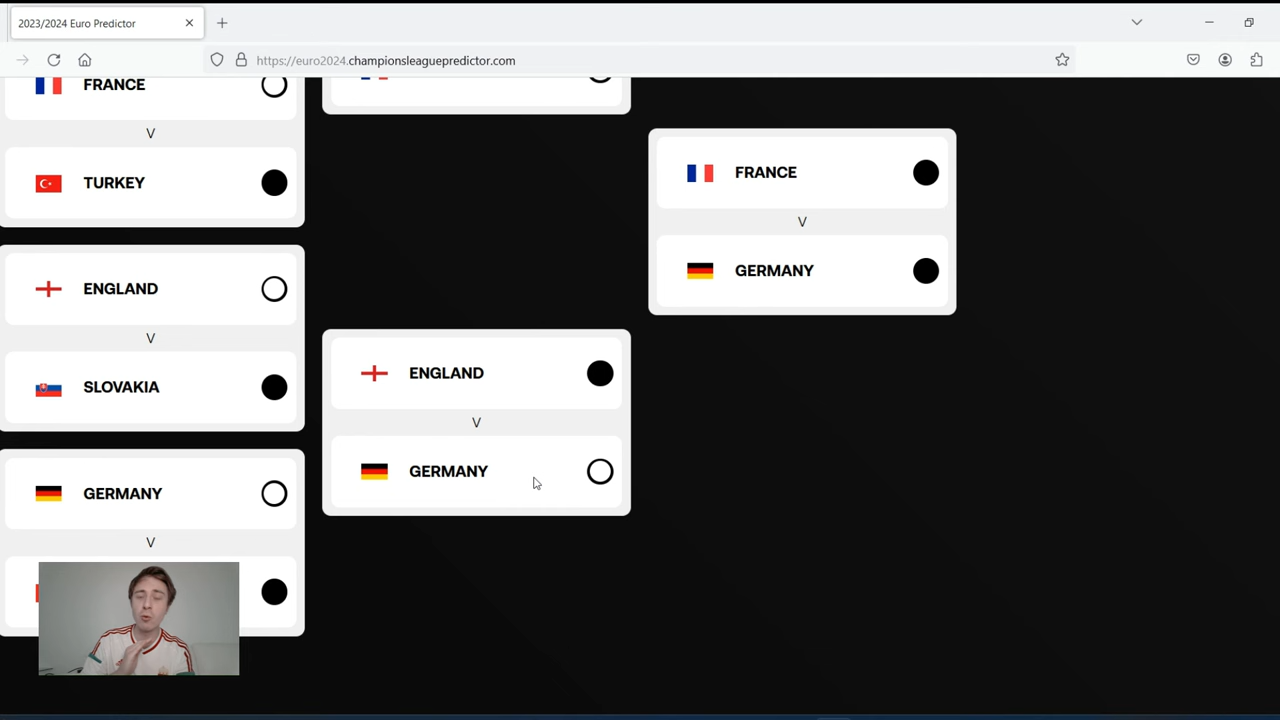 2023/2024 Euro Predictor
https://euro2024.championsleaguepredictor.com
FRANCE
V
TURKEY
ENGLAND
V
SLOVAKIA
GERMANY
V
ENGLAND
V
GERMANY
FRANCE
V
GERMANY